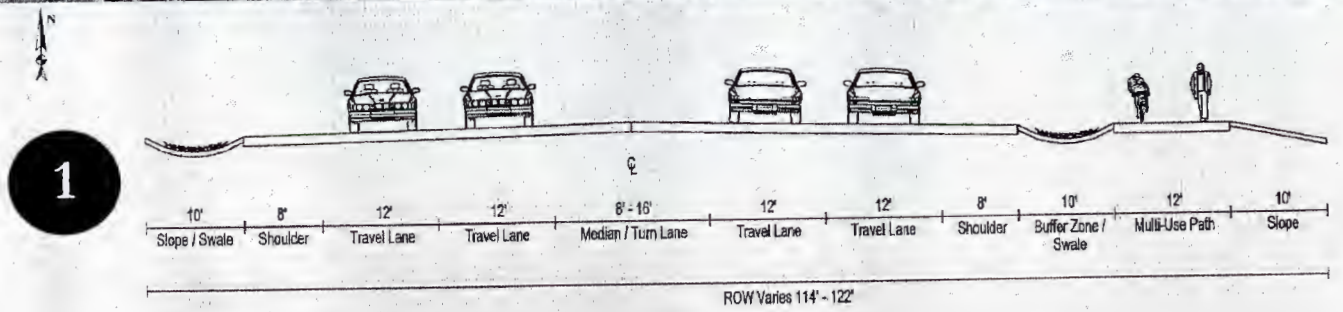 N
1
℄
10' 8' 12' 12' 8' - 16' 12' 12' 8' 10' 12' 10'
Slope / Swale Shoulder Travel Lane Travel Lane Median / Turn Lane Travel Lane Travel Lane Shoulder Buffer Zone / Multi-Use Path Slope
Swale
ROW Varies 114' - 122'